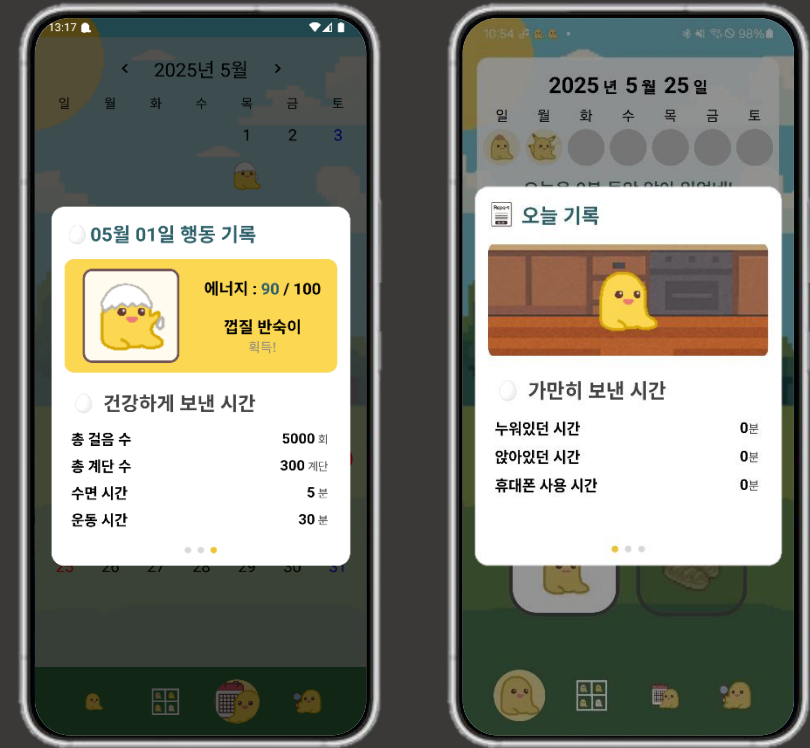 13:17
2025년 5월
일 월 화 수 목 금 토
1 2 3
05월 01일 행동 기록
에너지 : 90 / 100
껍질 반숙이
획득!
건강하게 보낸 시간
총 걸음 수 5000 회
총 계단 수 300 계단
수면 시간 5 분
운동 시간 30 분
25 26 27 28 29 30 31
10:54 98%
2025 년 5 월 25 일
일 월 화 수 목 금 토
Report
오늘 기록
가만히 보낸 시간
누워있던 시간 0분
앉아있던 시간 0분
휴대폰 사용 시간 0분